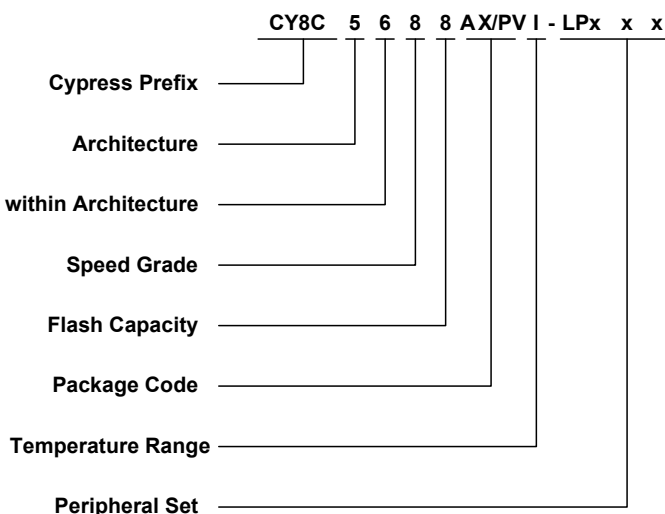 CY8C 5 6 8 8 AX/PV I - LPx x x
Cypress Prefix
Architecture
within Architecture
Speed Grade
Flash Capacity
Package Code
Temperature Range
Peripheral Set